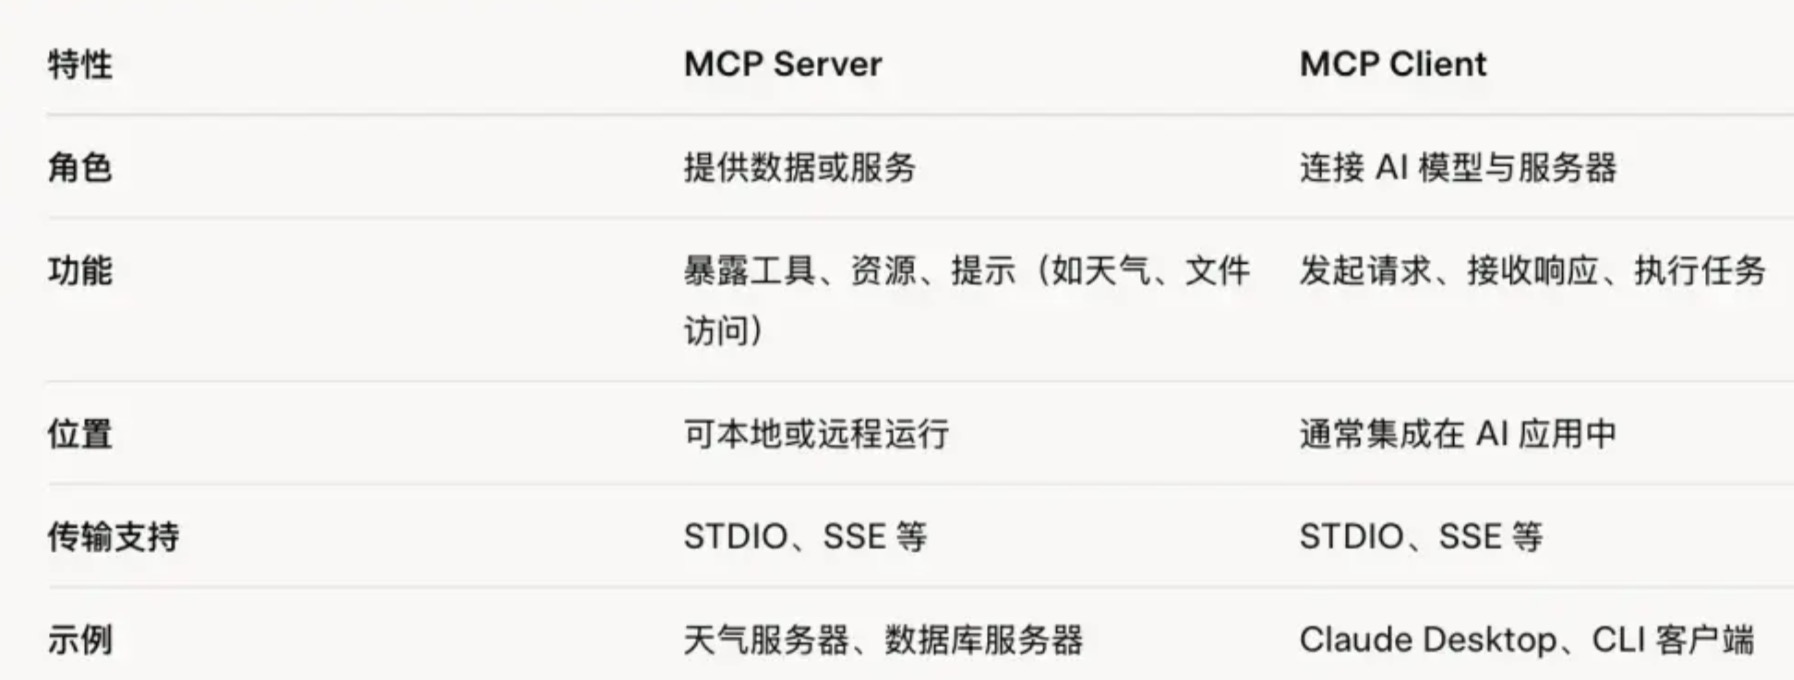 特性 MCP Server MCP Client
角色 提供数据或服务 连接 AI 模型与服务器
功能 暴露工具、资源、提示（如天气、文件 发起请求、接收响应、执行任务
访问）
位置 可本地或远程运行 通常集成在 AI 应用中
传输支持 STDIO、SSE 等 STDIO、SSE 等
示例 天气服务器、数据库服务器 Claude Desktop、CLI 客户端